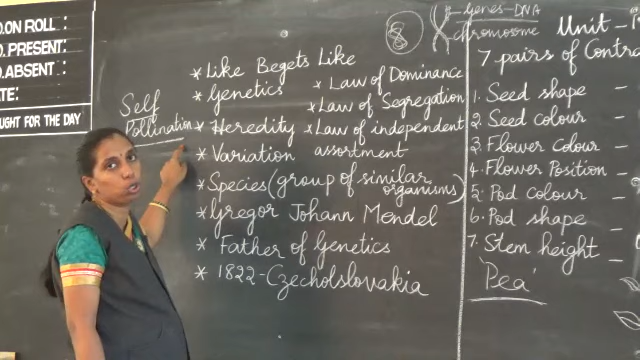 D.ON ROLL :
O. PRESENT:
O.ABSENT :
ATE:
UGHT FOR THE DAY
Self
Pollination
* Like Begets Like
* Genetics
* Heredity
* Variation
* Law of Dominance
* Law of Segregation
* Law of independent
assortment
* Species (group of similar
organisms)
* Gregor Johann Mendel
* Father of Genetics
* 1822-Czecholslovakia
8
Genes-DNA
chromosome
Unit-
7 pairs of Contra
1. Seed shape -
2. Seed colour -
3. Flower Colour -
4. Flower Position -
5. Pod colour -
6. Pod shape -
7. Stem height -
'Pea'